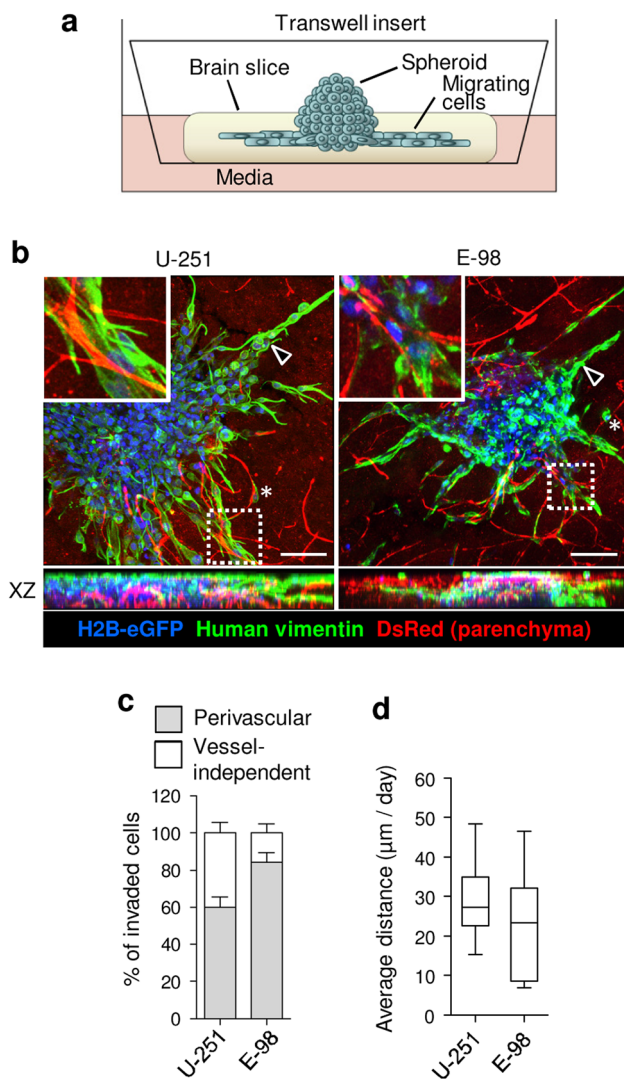 a
Transwell insert
Brain slice
Spheroid
Migrating
cells
Media
b
U-251
E-98
*
*
XZ
H2B-eGFP Human vimentin DsRed (parenchyma)
c
Perivascular
Vessel-
independent
% of invaded cells
120
100
80
60
40
20
0
U-251
E-98
d
Average distance (µm / day)
60
50
40
30
20
10
0
U-251
E-98